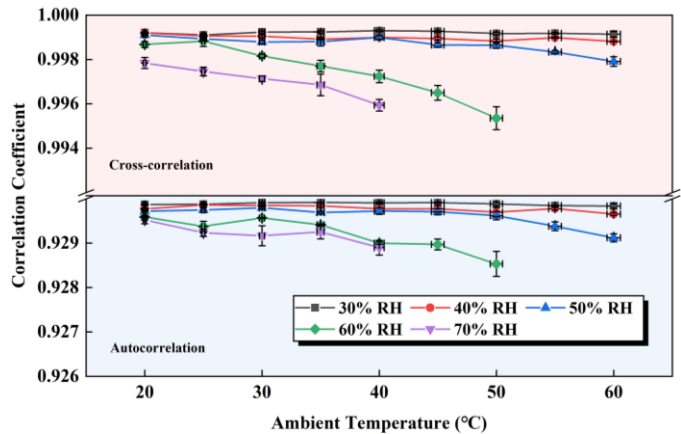 1.000
0.998
0.996
0.994
Cross-correlation
Correlation Coefficient
0.929
0.928
0.927
0.926
30% RH 40% RH 50% RH
60% RH 70% RH
Autocorrelation
20 30 40 50 60
Ambient Temperature (℃)